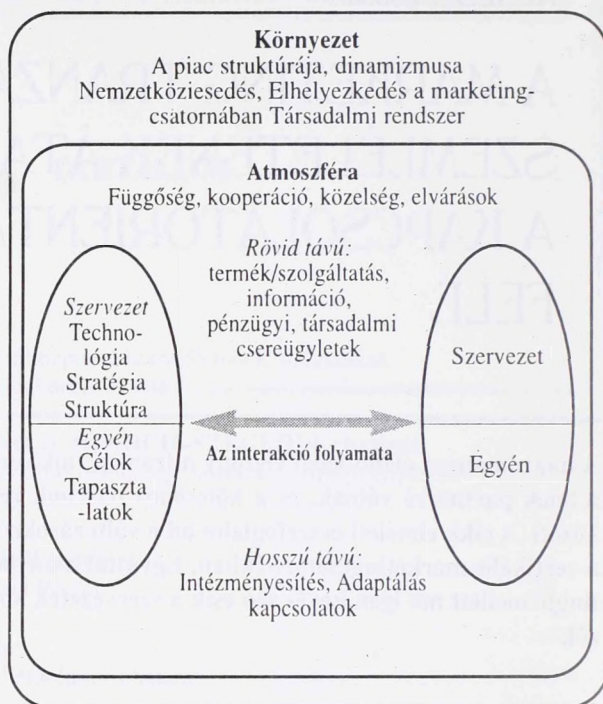 Környezet
A piac struktúrája, dinamizmusa
Nemzetköziesedés, Elhelyezkedés a marketing-
csatornában Társadalmi rendszer
Atmoszféra
Függőség, kooperáció, közelség, elvárások
Rövid távú:
termék/szolgáltatás,
információ,
pénzügyi, társadalmi
csereügyletek
Szervezet
Techno-
lógia
Stratégia
Struktúra
Egyén
Célok
Tapaszta
-latok
Az interakció folyamata
Szervezet
Egyén
Hosszú távú:
Intézményesítés, Adaptálás
kapcsolatok